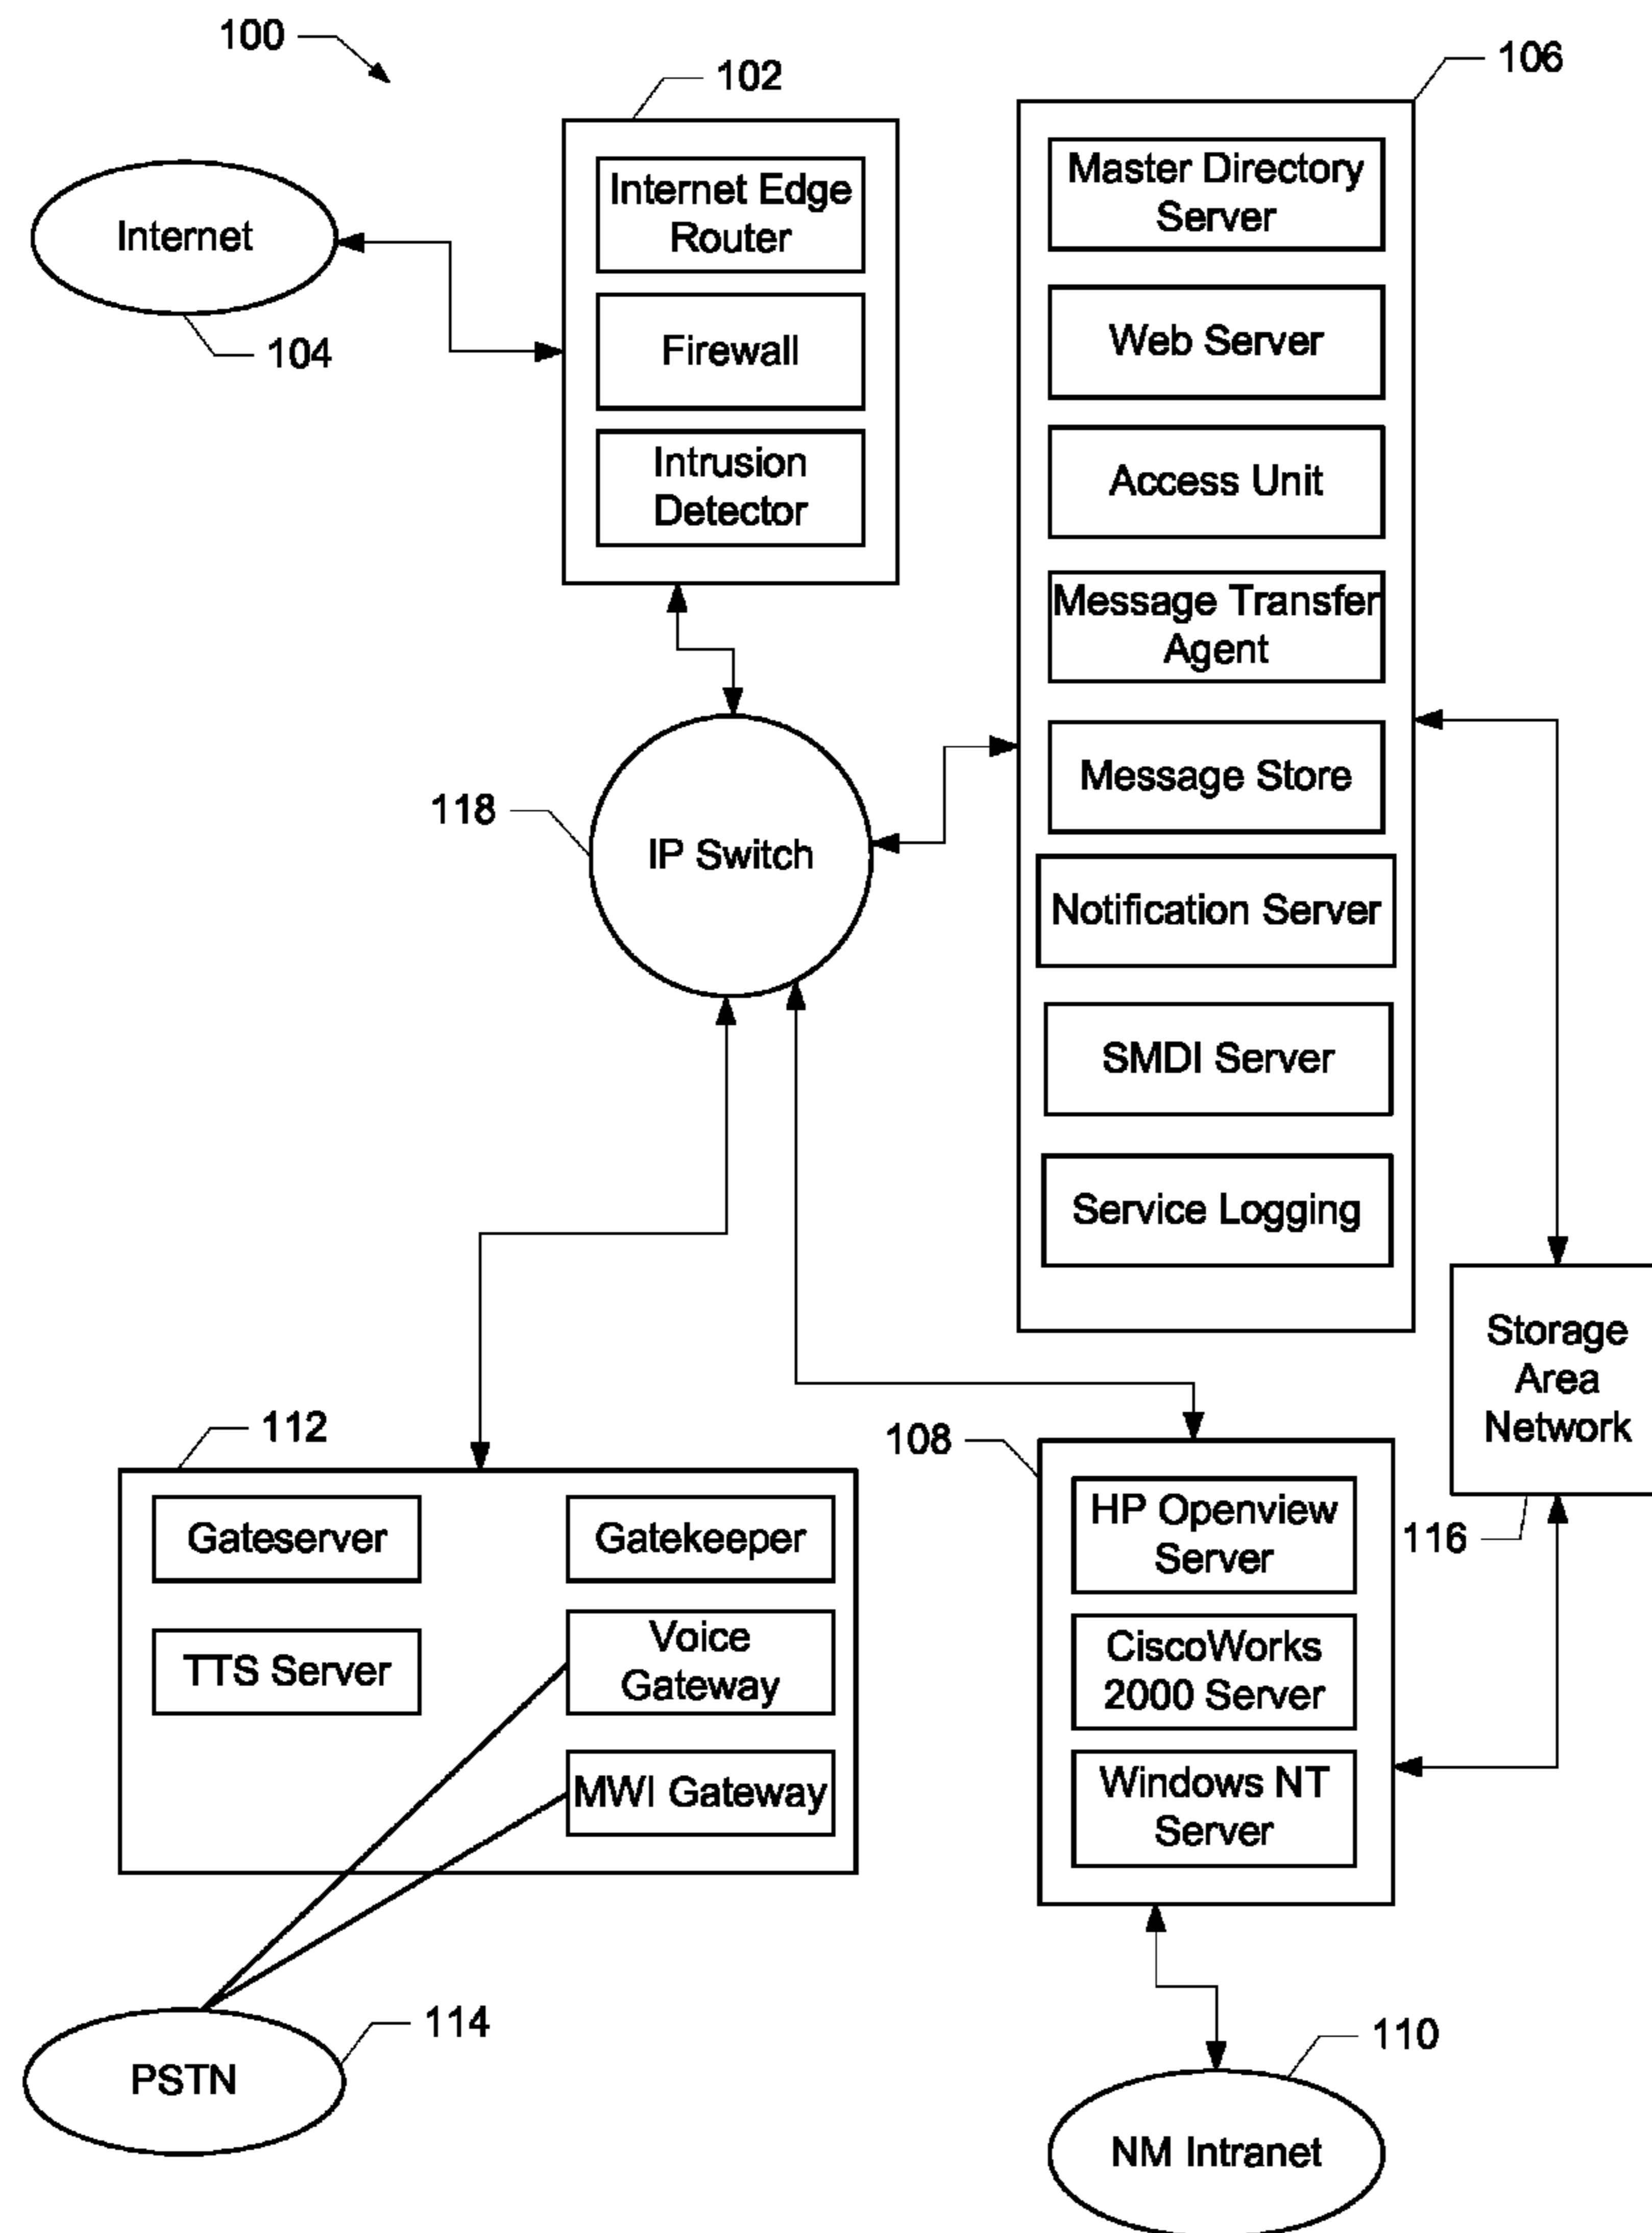 100
102
106
Internet
104
Internet Edge
Router
Firewall
Intrusion
Detector
Master Directory
Server
Web Server
Access Unit
Message Transfer
Agent
Message Store
Notification Server
SMDI Server
Service Logging
118
IP Switch
Storage
Area
Network
116
112
Gateserver
Gatekeeper
TTS Server
Voice
Gateway
MWI Gateway
108
HP Openview
Server
CiscoWorks
2000 Server
Windows NT
Server
114
PSTN
110
NM Intranet